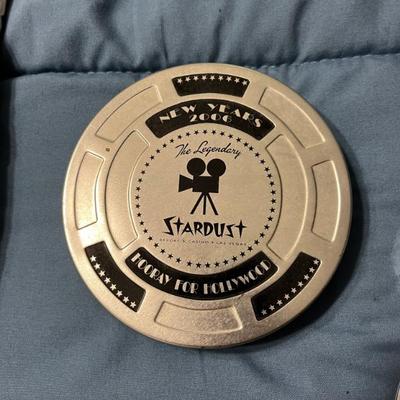 NEW YEARS
2006
The Legendary
STARDUST
RESORT & CASINO • LAS VEGAS
HOORAY FOR HOLLYWOOD